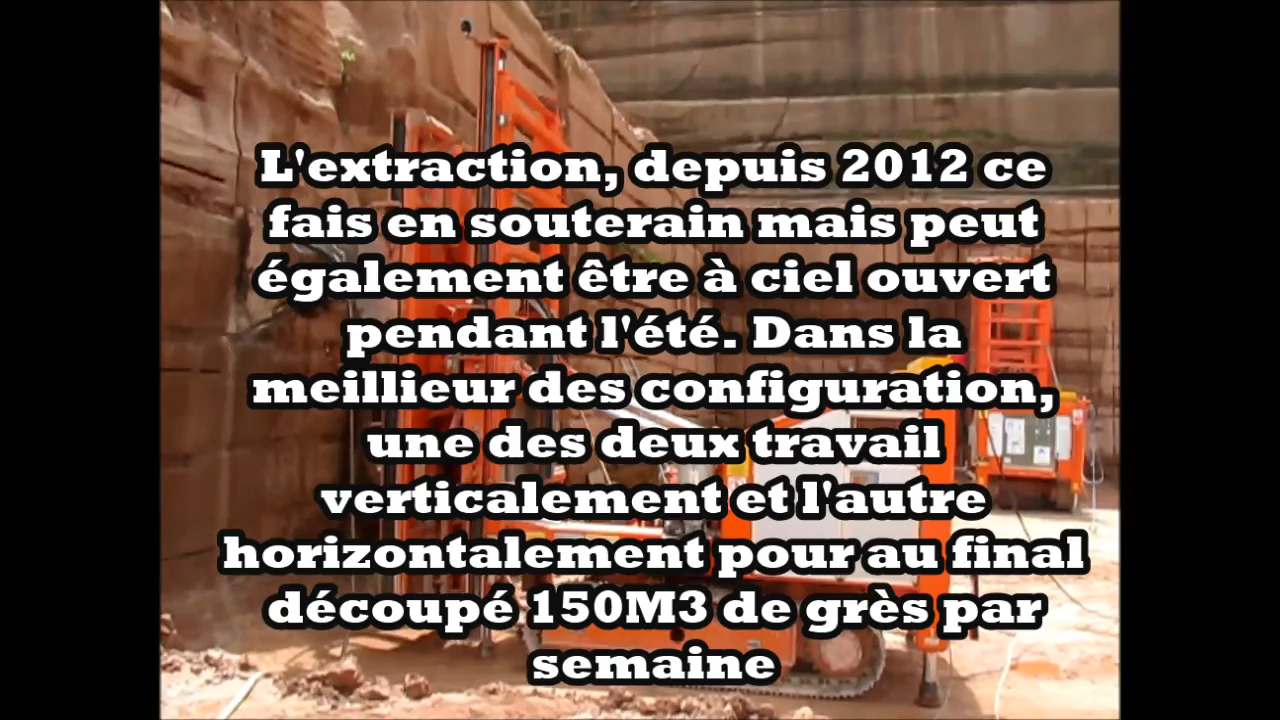 L'extraction, depuis 2012 ce
fais en souterain mais peut
également être à ciel ouvert
pendant l'été. Dans la
meillieur des configuration,
une des deux travail
verticalement et l'autre
horizontalement pour au final
découpé 150M3 de grès par
semaine